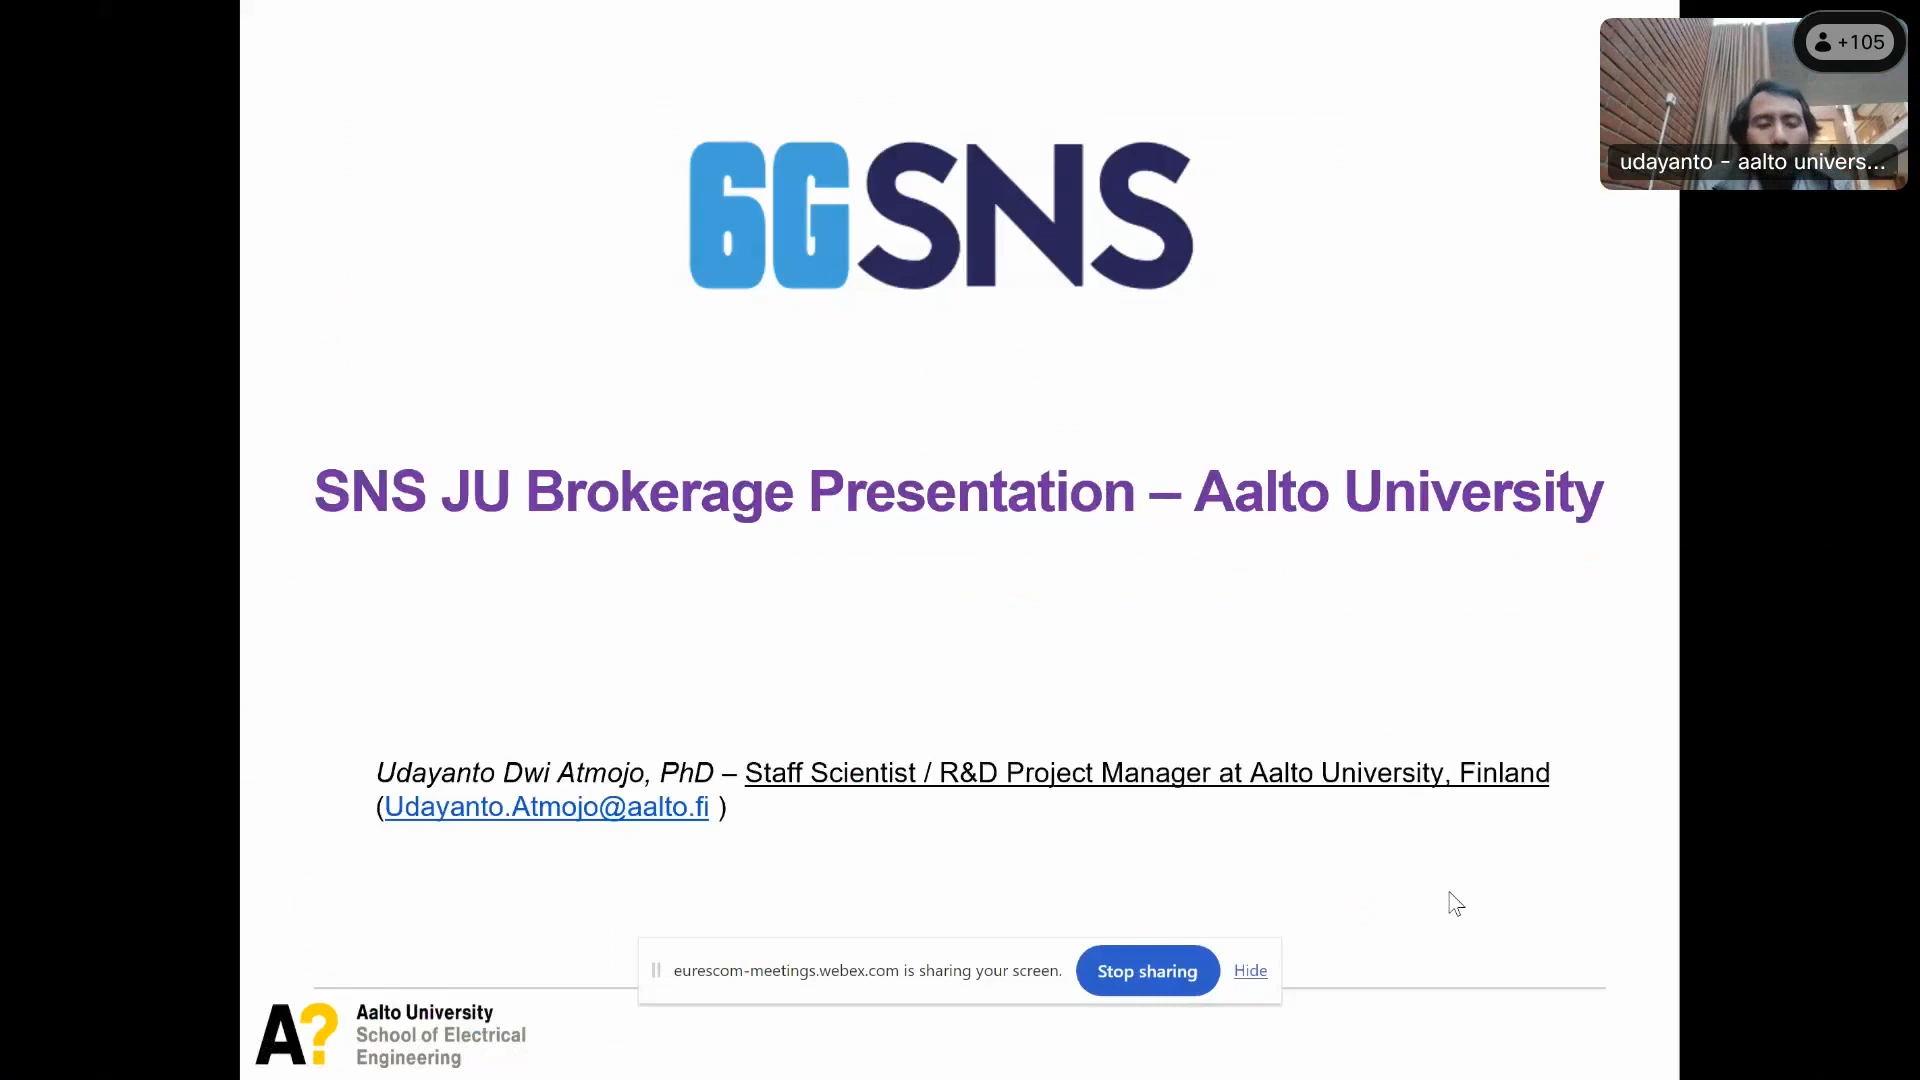 +105
udayanto - aalto univers...
6GSNS
SNS JU Brokerage Presentation – Aalto University
Udayanto Dwi Atmojo, PhD – Staff Scientist / R&D Project Manager at Aalto University, Finland
(Udayanto.Atmojo@aalto.fi )
eurescom-meetings.webex.com is sharing your screen.
Stop sharing
Hide
A?
Aalto University
School of Electrical
Engineering